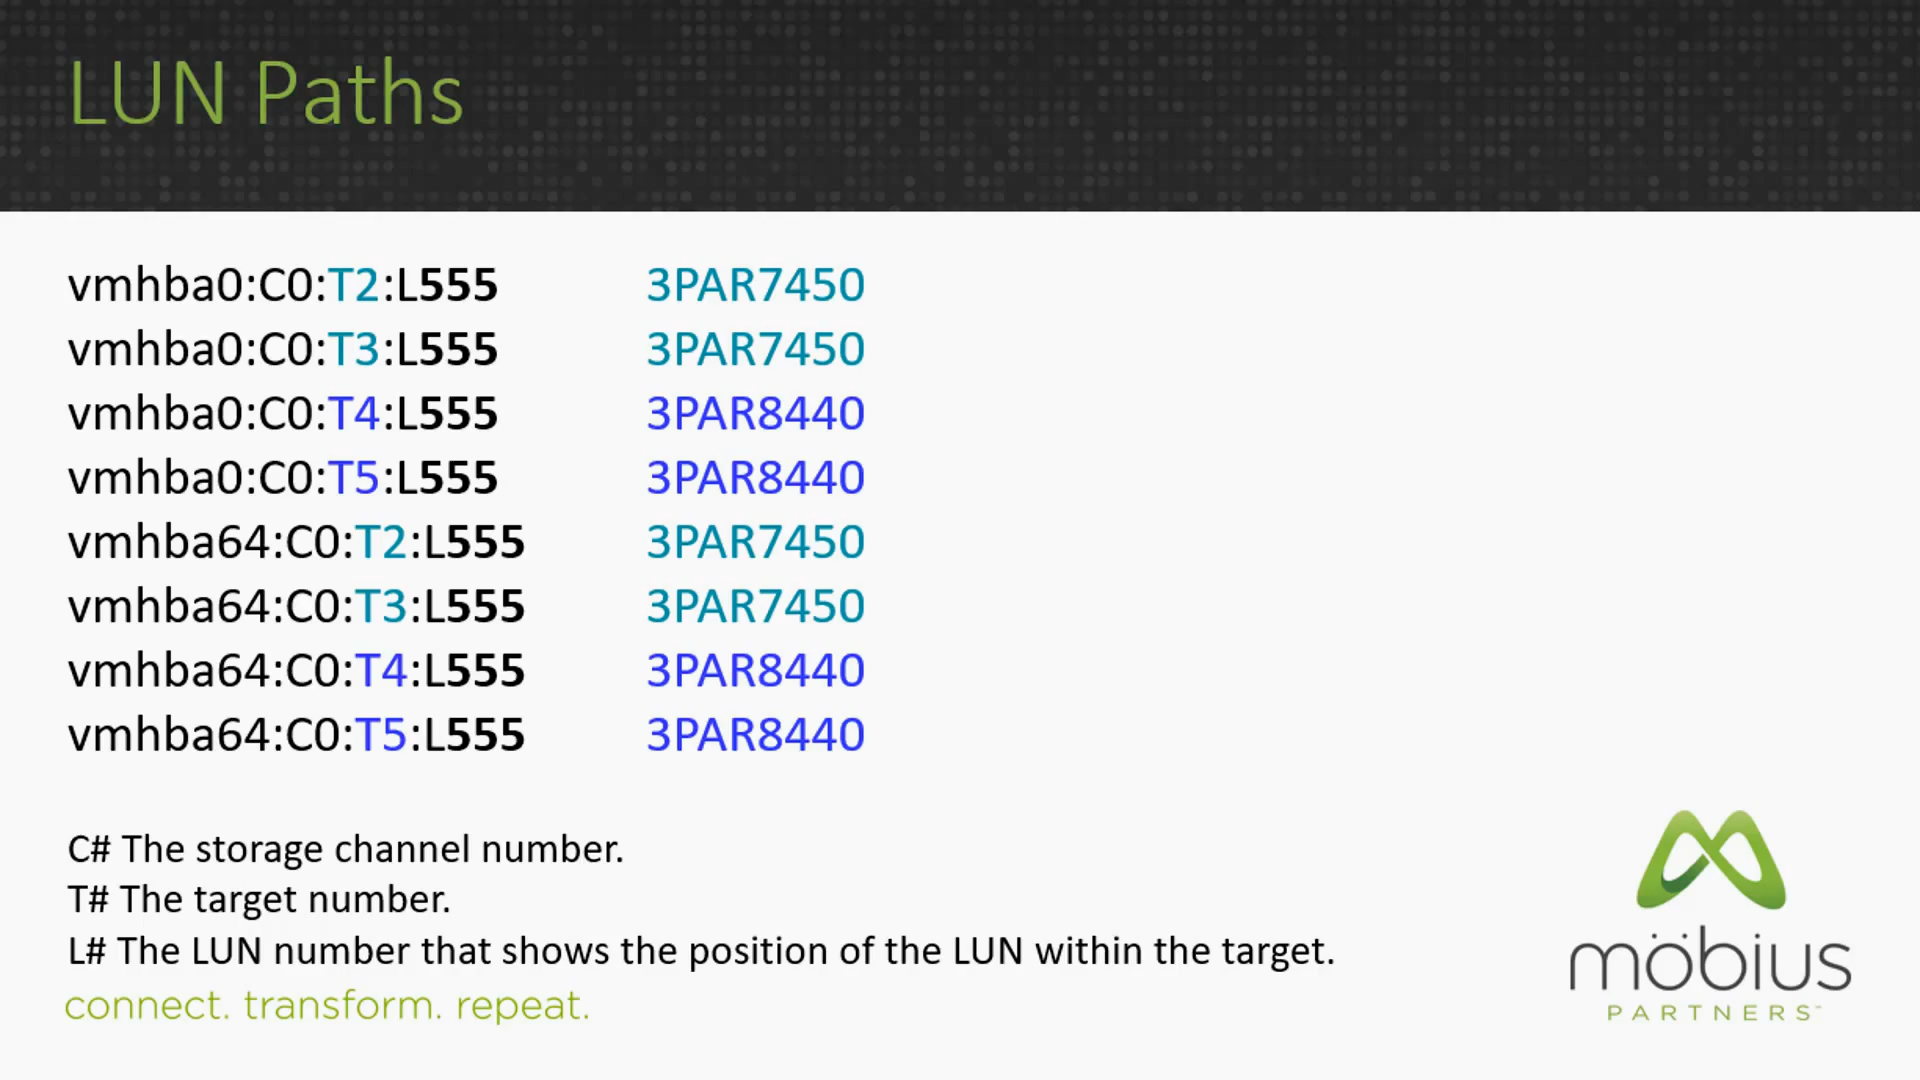 LUN Paths
vmhba0:C0:T2:L555 3PAR7450
vmhba0:C0:T3:L555 3PAR7450
vmhba0:C0:T4:L555 3PAR8440
vmhba0:C0:T5:L555 3PAR8440
vmhba64:C0:T2:L555 3PAR7450
vmhba64:C0:T3:L555 3PAR7450
vmhba64:C0:T4:L555 3PAR8440
vmhba64:C0:T5:L555 3PAR8440
C# The storage channel number.
T# The target number.
L# The LUN number that shows the position of the LUN within the target.
connect. transform. repeat.
möbius
PARTNERS™